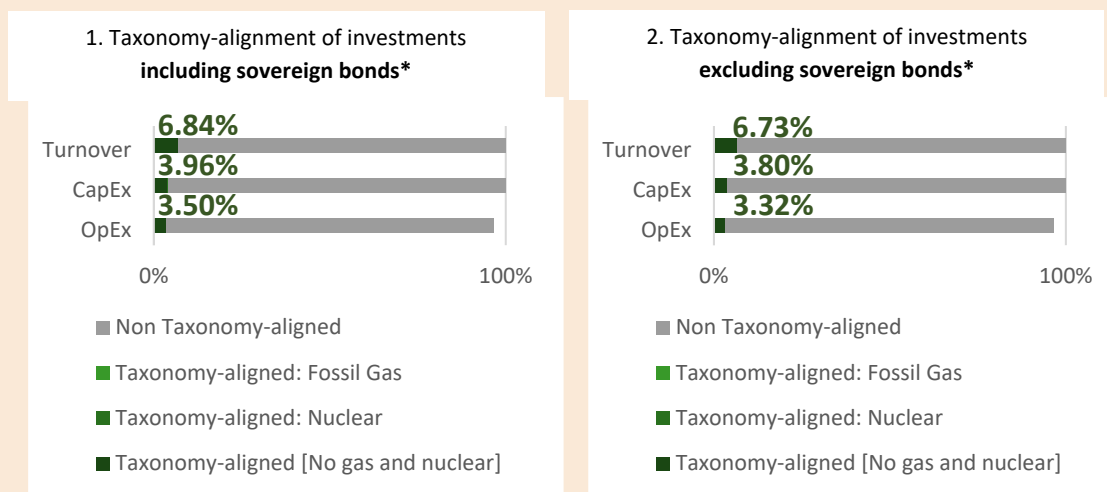 1. Taxonomy-alignment of investments
including sovereign bonds*
6.84%
Turnover
3.96%
CapEx
3.50%
OpEx
0%
100%
Non Taxonomy-aligned
Taxonomy-aligned: Fossil Gas
Taxonomy-aligned: Nuclear
Taxonomy-aligned [No gas and nuclear]
2. Taxonomy-alignment of investments
excluding sovereign bonds*
6.73%
Turnover
3.80%
CapEx
3.32%
OpEx
0%
100%
Non Taxonomy-aligned
Taxonomy-aligned: Fossil Gas
Taxonomy-aligned: Nuclear
Taxonomy-aligned [No gas and nuclear]